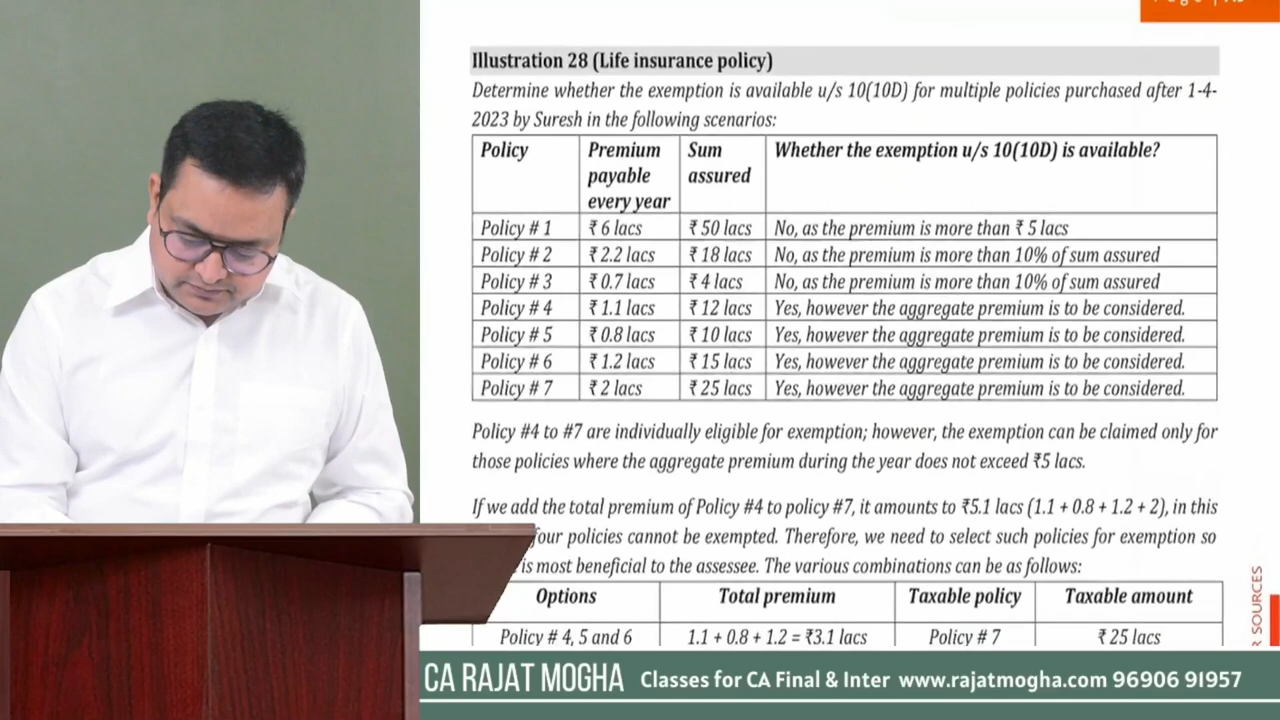 Illustration 28 (Life insurance policy)
Determine whether the exemption is available u/s 10(10D) for multiple policies purchased after 1-4-
2023 by Suresh in the following scenarios:
Policy Premium payable every year Sum assured Whether the exemption u/s 10(10D) is available?
Policy # 1 ₹ 6 lacs ₹ 50 lacs No, as the premium is more than ₹ 5 lacs
Policy # 2 ₹ 2.2 lacs ₹ 18 lacs No, as the premium is more than 10% of sum assured
Policy # 3 ₹ 0.7 lacs ₹ 4 lacs No, as the premium is more than 10% of sum assured
Policy # 4 ₹ 1.1 lacs ₹ 12 lacs Yes, however the aggregate premium is to be considered.
Policy # 5 ₹ 0.8 lacs ₹ 10 lacs Yes, however the aggregate premium is to be considered.
Policy # 6 ₹ 1.2 lacs ₹ 15 lacs Yes, however the aggregate premium is to be considered.
Policy # 7 ₹ 2 lacs ₹ 25 lacs Yes, however the aggregate premium is to be considered.
Policy #4 to #7 are individually eligible for exemption; however, the exemption can be claimed only for
those policies where the aggregate premium during the year does not exceed ₹5 lacs.
If we add the total premium of Policy #4 to policy #7, it amounts to ₹5.1 lacs (1.1 + 0.8 + 1.2 + 2), in this
four policies cannot be exempted. Therefore, we need to select such policies for exemption so
is most beneficial to the assessee. The various combinations can be as follows:
Options Total premium Taxable policy Taxable amount
Policy # 4, 5 and 6 1.1 + 0.8 + 1.2 = ₹3.1 lacs Policy # 7 ₹ 25 lacs
SOURCES
CA RAJAT MOGHA Classes for CA Final & Inter www.rajatmogha.com 96906 91957